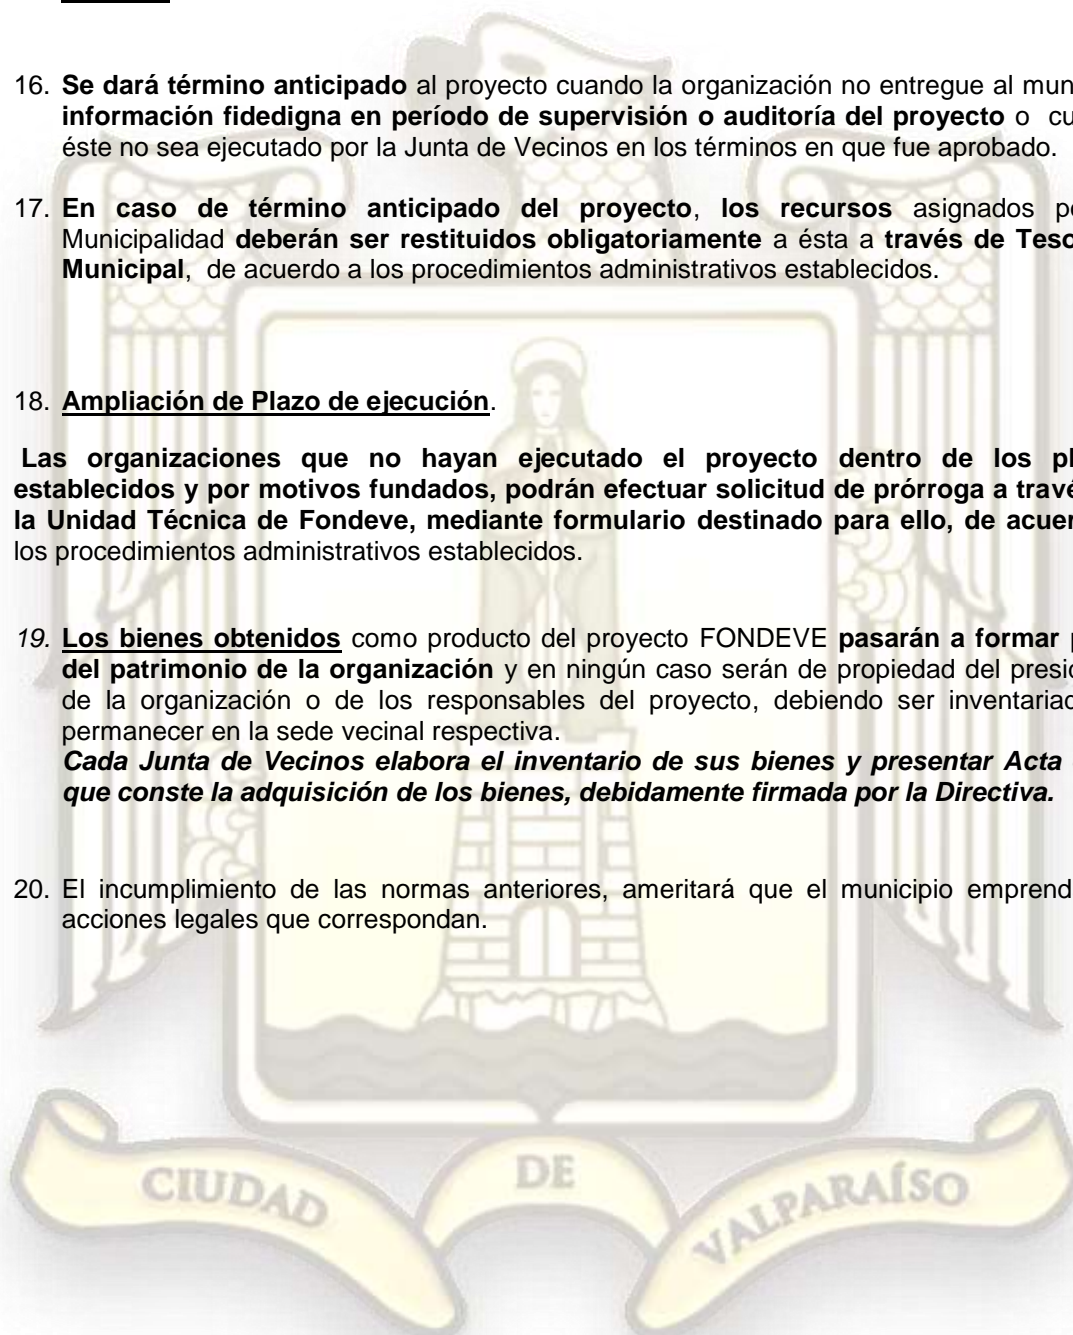 16. Se dará término anticipado al proyecto cuando la organización no entregue al
información fidedigna en período de supervisión o auditoría del proyecto o
éste no sea ejecutado por la Junta de Vecinos en los términos en que fue aprobado.
17. En caso de término anticipado del proyecto, los recursos asignados
Municipalidad deberán ser restituidos obligatoriamente a ésta a través de
Municipal, de acuerdo a los procedimientos administrativos establecidos.
18. Ampliación de Plazo de ejecución.
Las organizaciones que no hayan ejecutado el proyecto dentro de los
establecidos y por motivos fundados, podrán efectuar solicitud de prórroga a
la Unidad Técnica de Fondeve, mediante formulario destinado para ello, de
los procedimientos administrativos establecidos.
19. Los bienes obtenidos como producto del proyecto FONDEVE pasarán a formar
del patrimonio de la organización y en ningún caso serán de propiedad del
de la organización o de los responsables del proyecto, debiendo ser
permanecer en la sede vecinal respectiva.
Cada Junta de Vecinos elabora el inventario de sus bienes y presentar Acta
que conste la adquisición de los bienes, debidamente firmada por la Directiva.
20. El incumplimiento de las normas anteriores, ameritará que el municipio
acciones legales que correspondan.
CIUDAD DE VALPARAÍSO